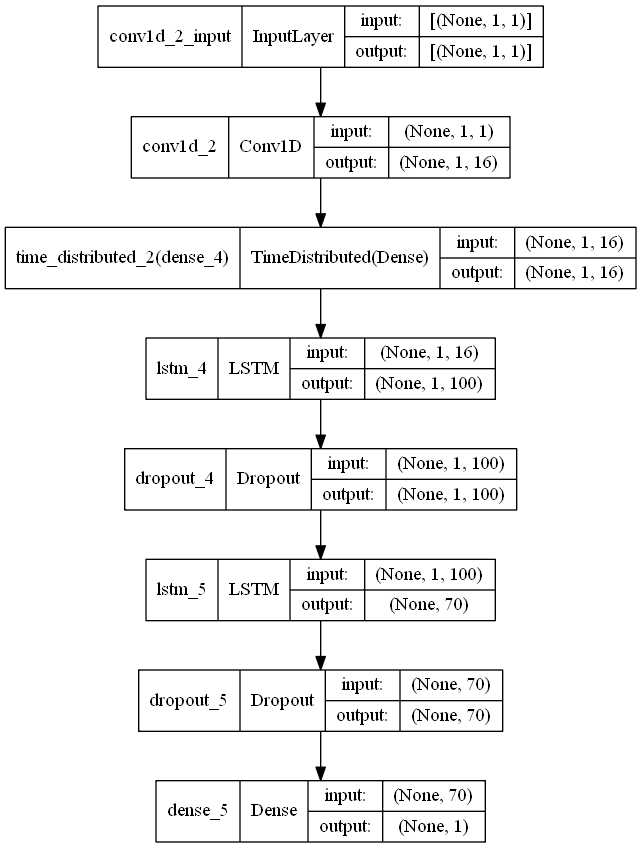 conv1d_2_input InputLayer input: [(None, 1, 1)]
output: [(None, 1, 1)]
conv1d_2 Conv1D input: (None, 1, 1)
output: (None, 1, 16)
time_distributed_2(dense_4) TimeDistributed(Dense) input: (None, 1, 16)
output: (None, 1, 16)
lstm_4 LSTM input: (None, 1, 16)
output: (None, 1, 100)
dropout_4 Dropout input: (None, 1, 100)
output: (None, 1, 100)
lstm_5 LSTM input: (None, 1, 100)
output: (None, 70)
dropout_5 Dropout input: (None, 70)
output: (None, 70)
dense_5 Dense input: (None, 70)
output: (None, 1)